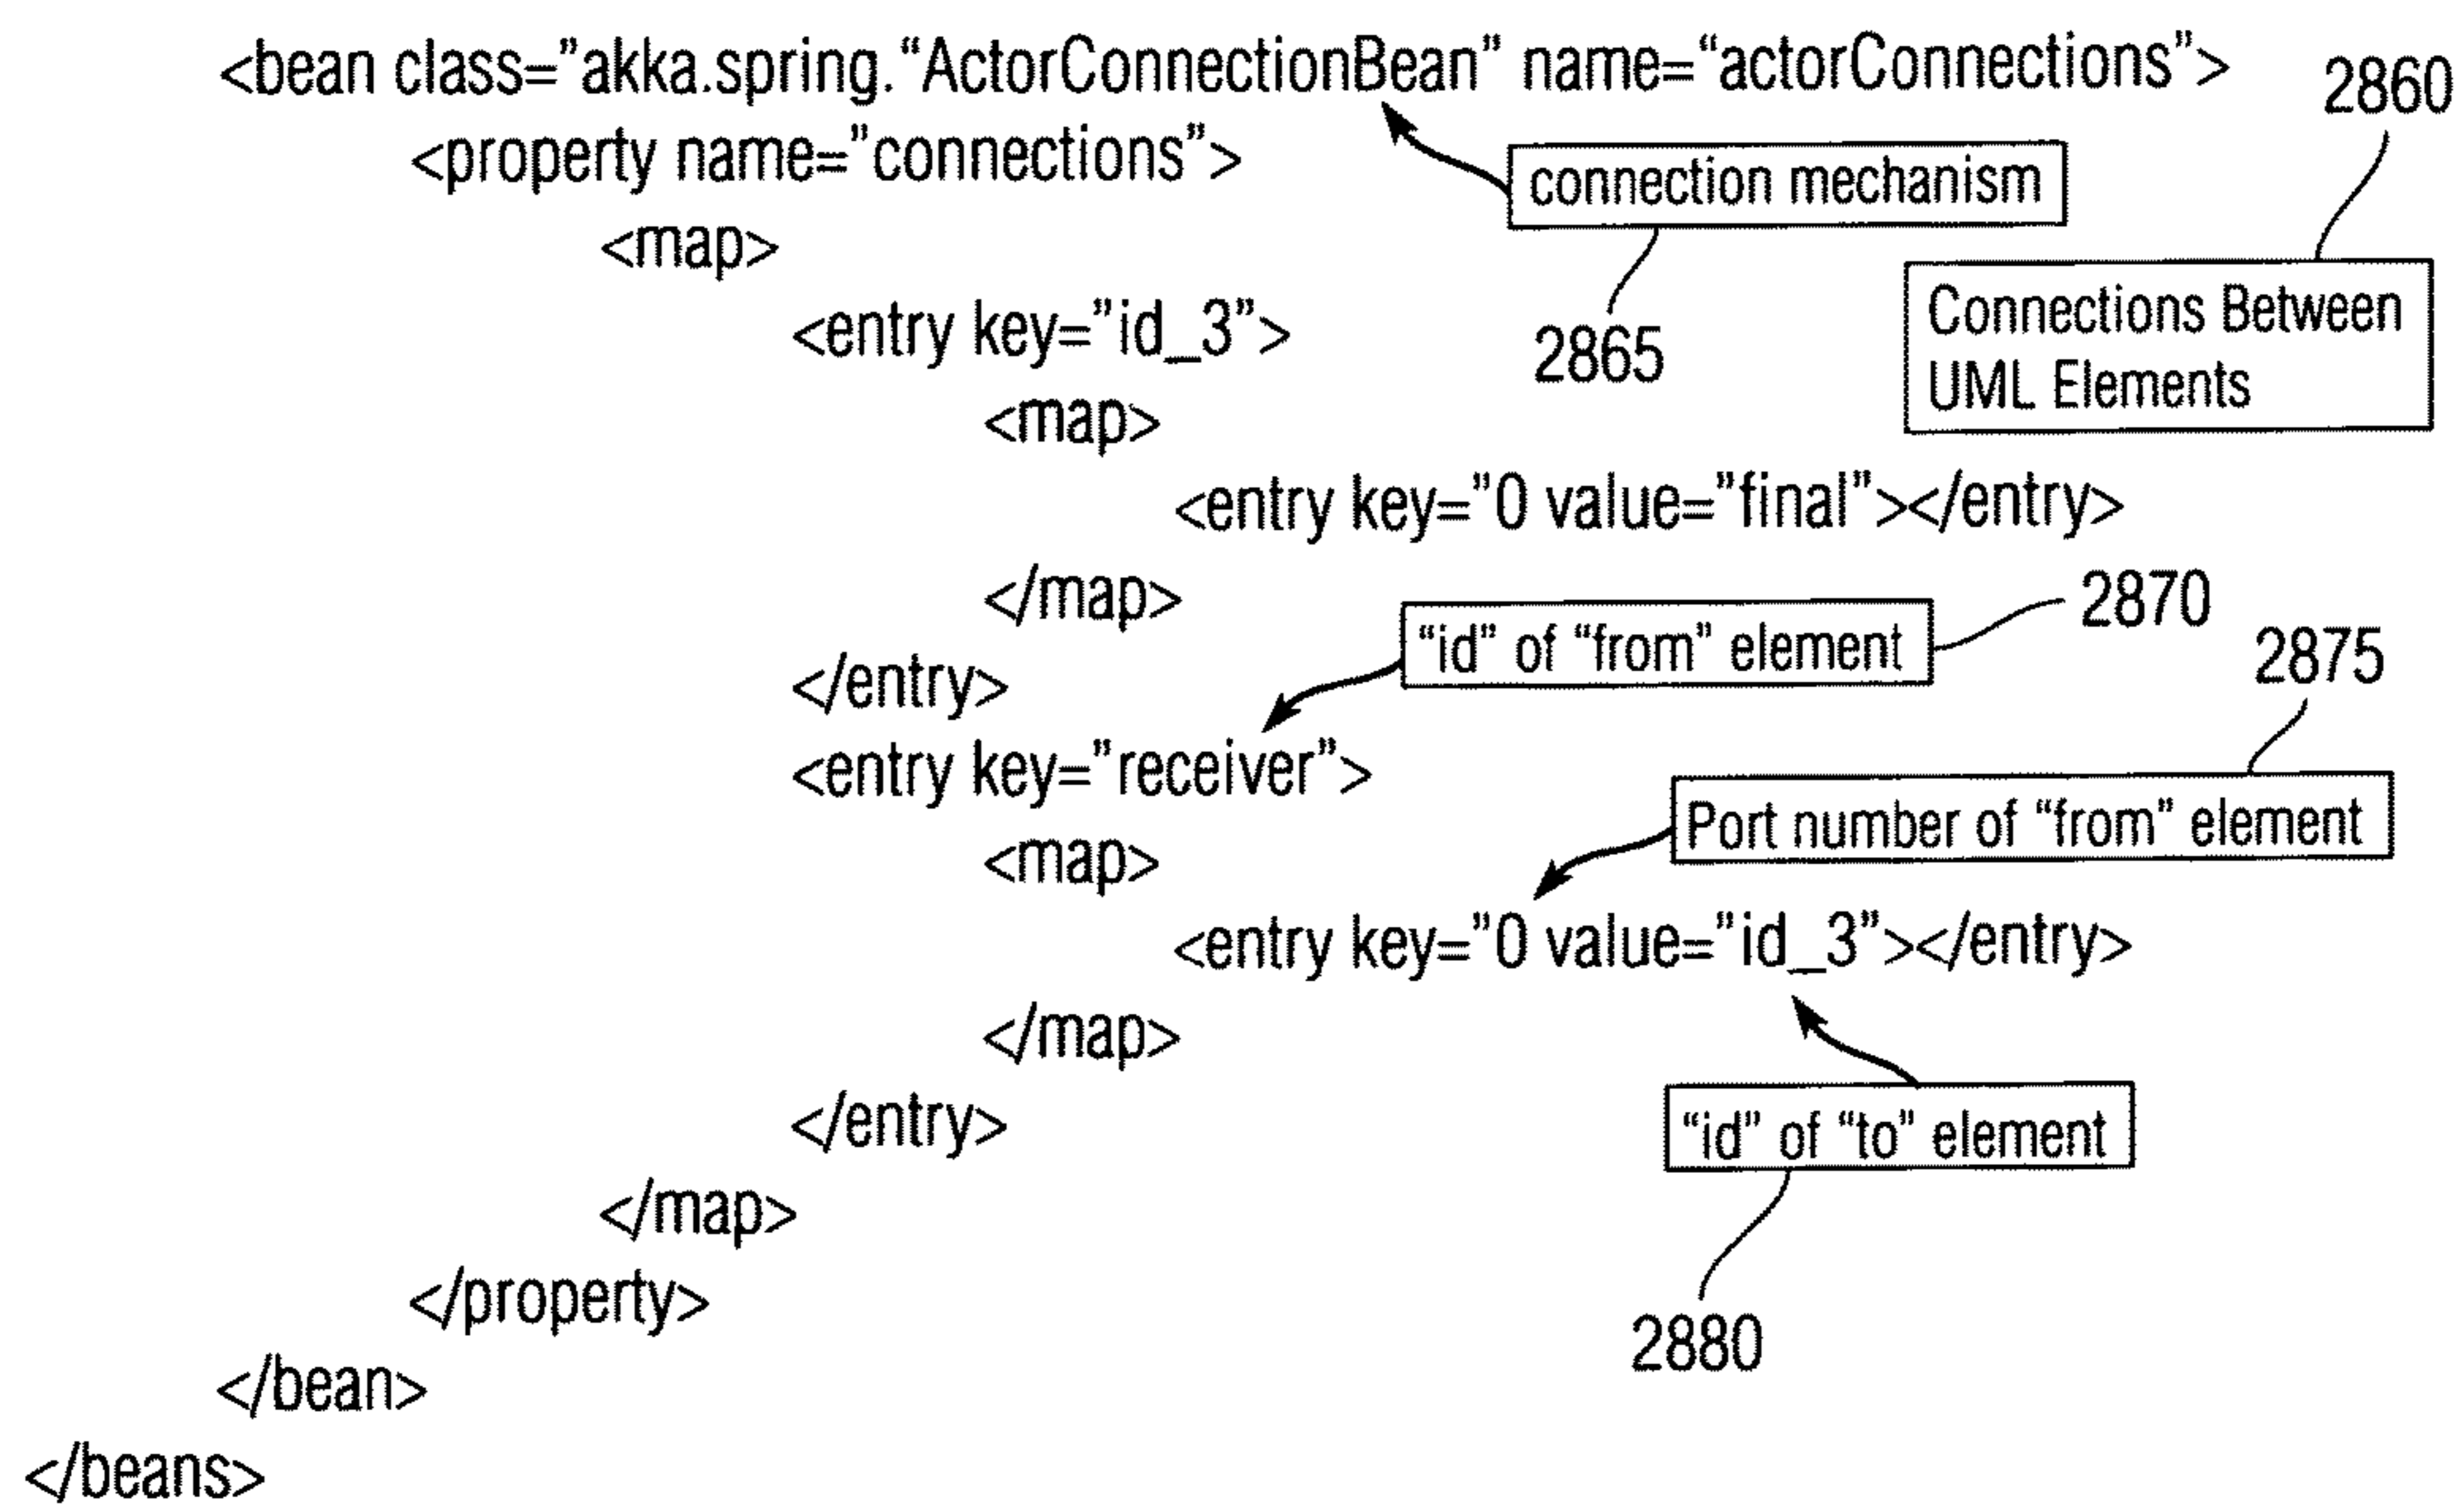 <bean class=”akka.spring.“ActorConnectionBean” name=“actorConnections”>
2860
<property name=”connections”>
connection mechanism
<map>
<entry key=”id_3”>
2865
Connections Between
UML Elements
<map>
<entry key=”0 value=”final”></entry>
</map>
“id” of “from” element
2870
2875
</entry>
<entry key=”receiver”>
Port number of “from” element
<map>
<entry key=”0 value=”id_3”></entry>
</map>
“id” of “to” element
</entry>
</map>
</property>
2880
</bean>
</beans>